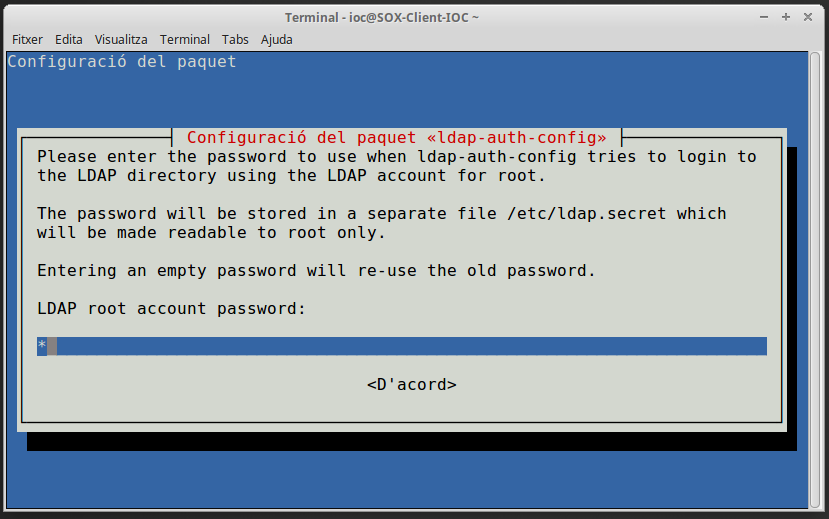 Terminal - ioc@SOX-Client-IOC ~
Fitxer Edita Visualitza Terminal Tabs Ajuda
Configuració del paquet
Configuració del paquet «ldap-auth-config»
Please enter the password to use when ldap-auth-config tries to login to
the LDAP directory using the LDAP account for root.
The password will be stored in a separate file /etc/ldap.secret which
will be made readable to root only.
Entering an empty password will re-use the old password.
LDAP root account password:
*
<D'acord>